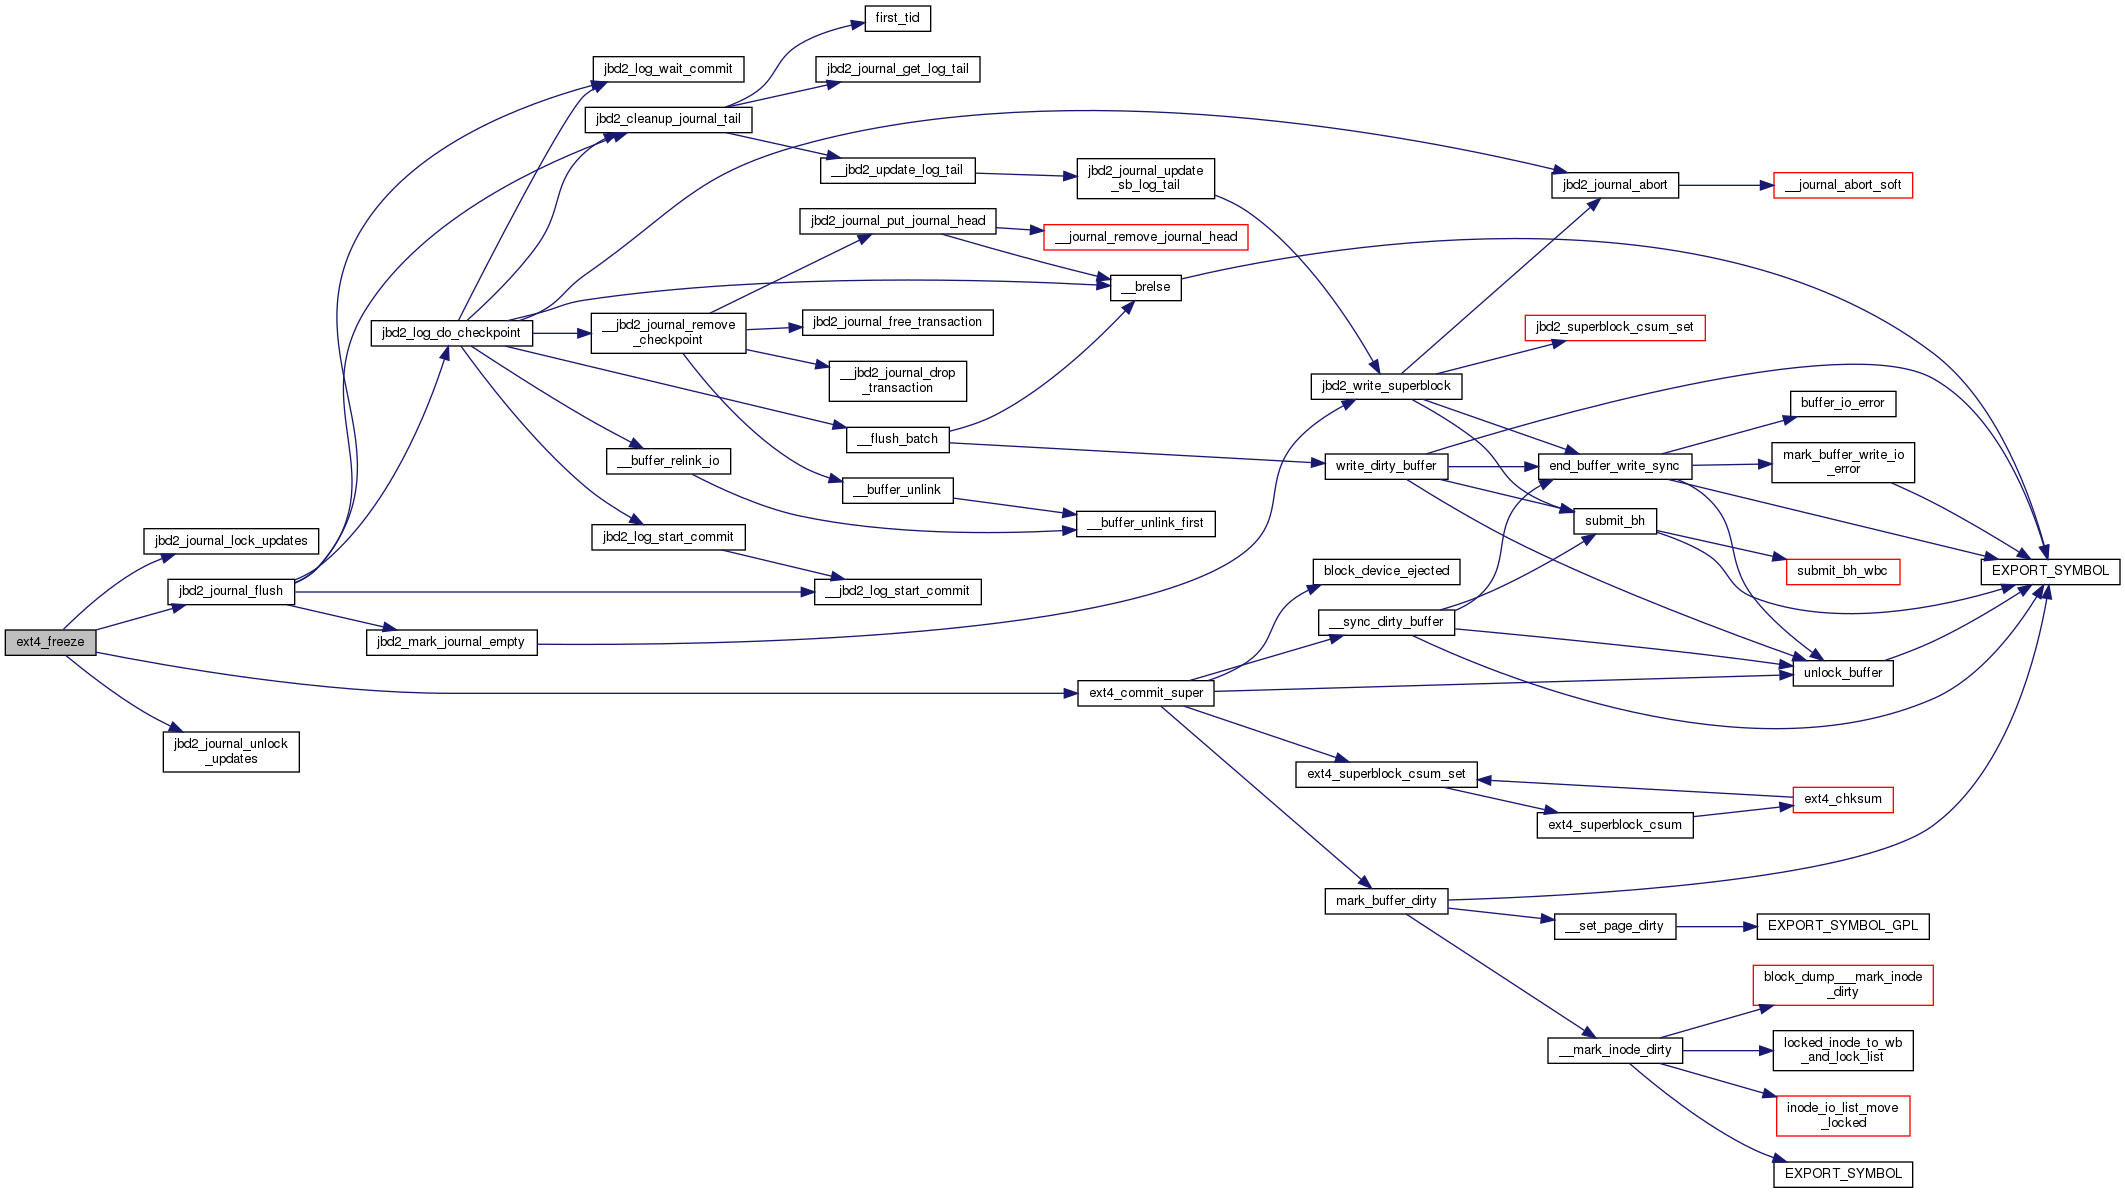 first_tid
jbd2_log_wait_commit
jbd2_journal_get_log_tail
jbd2_cleanup_journal_tail
__jbd2_update_log_tail
jbd2_journal_update
_sb_log_tail
jbd2_journal_abort
__journal_abort_soft
jbd2_journal_put_journal_head
__journal_remove_journal_head
__brelse
jbd2_log_do_checkpoint
__jbd2_journal_remove
_checkpoint
jbd2_journal_free_transaction
jbd2_superblock_csum_set
__jbd2_journal_drop
_transaction
jbd2_write_superblock
buffer_io_error
__flush_batch
__buffer_relink_io
write_dirty_buffer
end_buffer_write_sync
mark_buffer_write_io
_error
__buffer_unlink
__buffer_unlink_first
submit_bh
jbd2_journal_lock_updates
jbd2_log_start_commit
block_device_ejected
submit_bh_wbc
EXPORT_SYMBOL
jbd2_journal_flush
__jbd2_log_start_commit
__sync_dirty_buffer
ext4_freeze
jbd2_mark_journal_empty
unlock_buffer
ext4_commit_super
jbd2_journal_unlock
_updates
ext4_superblock_csum_set
ext4_chksum
ext4_superblock_csum
mark_buffer_dirty
__set_page_dirty
EXPORT_SYMBOL_GPL
block_dump___mark_inode
_dirty
__mark_inode_dirty
locked_inode_to_wb
_and_lock_list
inode_io_list_move
_locked
EXPORT_SYMBOL